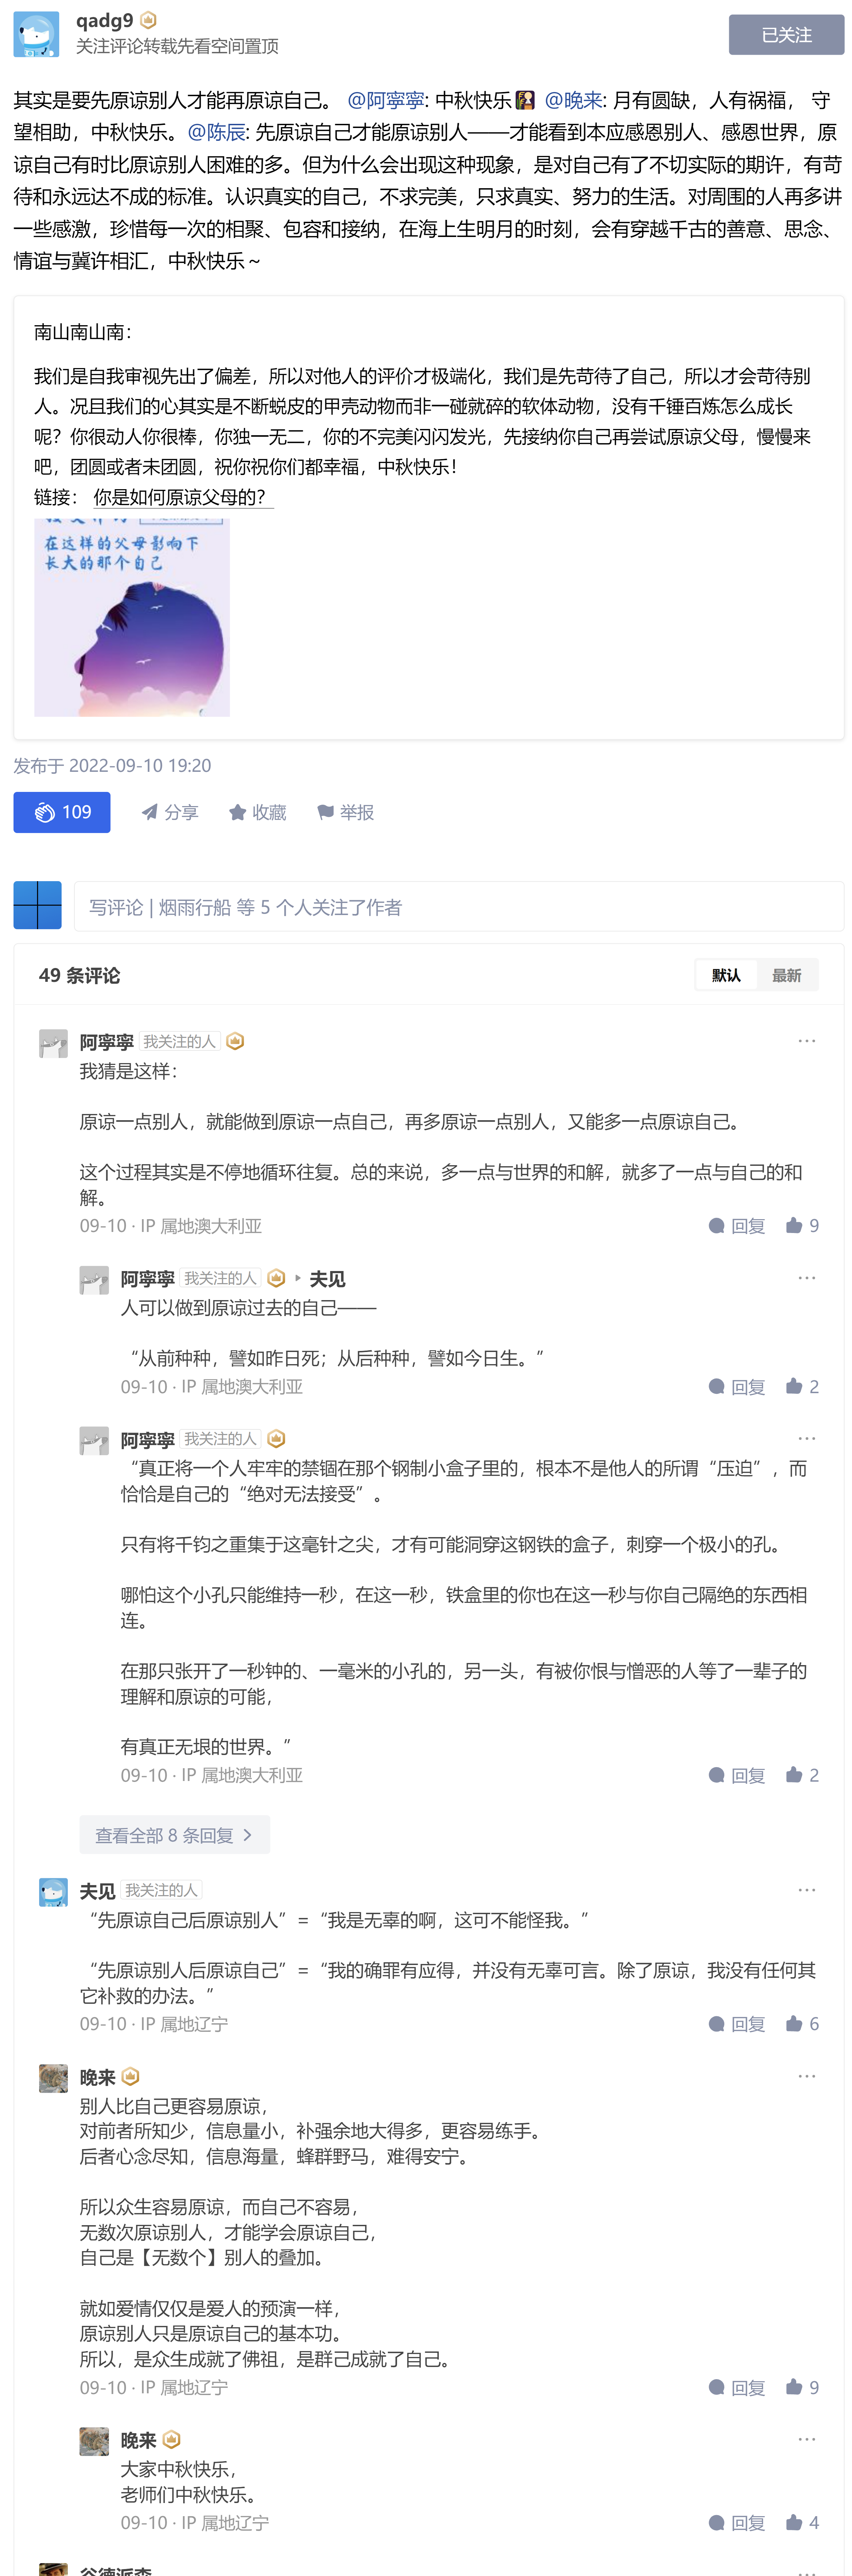 qadg9
关注评论转载先看空间置顶
已关注
其实是要先原谅别人才能再原谅自己。 @阿寧寧: 中秋快乐 @晚来: 月有圆缺，人有祸福， 守
望相助，中秋快乐。@陈辰: 先原谅自己才能原谅别人——才能看到本应感恩别人、感恩世界，原
谅自己有时比原谅别人困难的多。但为什么会出现这种现象，是对自己有了不切实际的期许，有苛
待和永远达不成的标准。认识真实的自己，不求完美，只求真实、努力的生活。对周围的人再多讲
一些感激，珍惜每一次的相聚、包容和接纳，在海上生明月的时刻，会有穿越千古的善意、思念、
情谊与冀许相汇，中秋快乐～
南山南山南：
我们是自我审视先出了偏差，所以对他人的评价才极端化，我们是先苛待了自己，所以才会苛待别
人。况且我们的心其实是不断蜕皮的甲壳动物而非一碰就碎的软体动物，没有千锤百炼怎么成长
呢？你很动人你很棒，你独一无二，你的不完美闪闪发光，先接纳你自己再尝试原谅父母，慢慢来
吧，团圆或者未团圆，祝你祝你们都幸福，中秋快乐！
链接： 你是如何原谅父母的？
在这样的父母影响下
长大的那个自己
发布于 2022-09-10 19:20
109 分享 收藏 举报
写评论 | 烟雨行船 等 5 个人关注了作者
49 条评论
默认 最新
阿寧寧 我关注的人
我猜是这样：
原谅一点别人，就能做到原谅一点自己，再多原谅一点别人，又能多一点原谅自己。
这个过程其实是不停地循环往复。总的来说，多一点与世界的和解，就多了一点与自己的和
解。
09-10 · IP 属地澳大利亚
回复 9
阿寧寧 我关注的人 夫见
人可以做到原谅过去的自己——
“从前种种，譬如昨日死；从后种种，譬如今日生。”
09-10 · IP 属地澳大利亚
回复 2
阿寧寧 我关注的人
“真正将一个人牢牢的禁锢在那个钢制小盒子里的，根本不是他人的所谓“压迫”，而
恰恰是自己的“绝对无法接受”。
只有将千钧之重集于这毫针之尖，才有可能洞穿这钢铁的盒子，刺穿一个极小的孔。
哪怕这个小孔只能维持一秒，在这一秒，铁盒里的你也在这一秒与你自己隔绝的东西相
连。
在那只张开了一秒钟的、一毫米的小孔的，另一头，有被你恨与憎恶的人等了一辈子的
理解和原谅的可能，
有真正无垠的世界。”
09-10 · IP 属地澳大利亚
回复 2
查看全部 8 条回复
夫见 我关注的人
“先原谅自己后原谅别人” = “我是无辜的啊，这可不能怪我。”
“先原谅别人后原谅自己” = “我的确罪有应得，并没有无辜可言。除了原谅，我没有任何其
它补救的办法。”
09-10 · IP 属地辽宁
回复 6
晚来
别人比自己更容易原谅，
对前者所知少，信息量小，补强余地大得多，更容易练手。
后者心念尽知，信息海量，蜂群野马，难得安宁。
所以众生容易原谅，而自己不容易，
无数次原谅别人，才能学会原谅自己，
自己是【无数个】别人的叠加。
就如爱情仅仅是爱人的预演一样，
原谅别人只是原谅自己的基本功。
所以，是众生成就了佛祖，是群己成就了自己。
09-10 · IP 属地辽宁
回复 9
晚来
大家中秋快乐，
老师们中秋快乐。
09-10 · IP 属地辽宁
回复 4